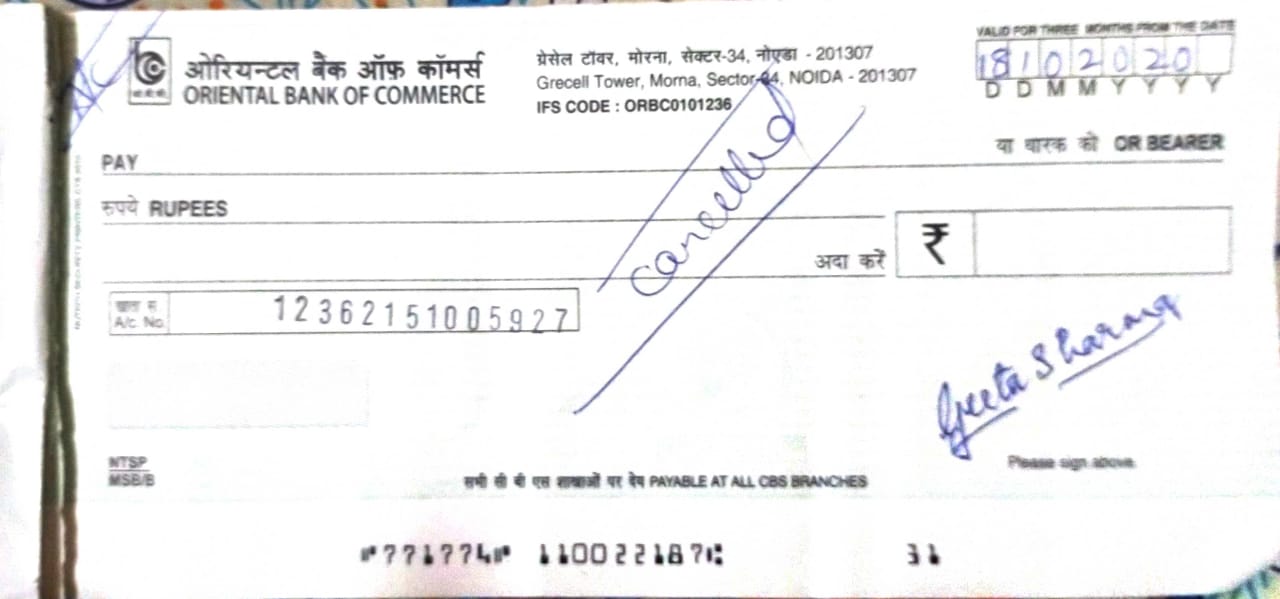 VALID FOR THREE MONTHS FROM THE DATE
18102020
D D M M Y Y Y Y
ओरियन्टल बैंक ऑफ़ कॉमर्स
ORIENTAL BANK OF COMMERCE
ग्रेसेल टॉवर, मोरना, सेक्टर-34, नोएडा - 201307
Grecell Tower, Morna, Sector-34, NOIDA - 201307
IFS CODE : ORBC0101236
या धारक को OR BEARER
PAY
रुपये RUPEES
cancelled
अदा करें ₹
खाता सं.
A/c No. 12362151005927
Geeta Sharma
Please sign above
NTSP
MSB/B
सभी सी बी एस शाखाओं पर देय PAYABLE AT ALL CBS BRANCHES
⑈771774⑈ 110022187⑆ 31